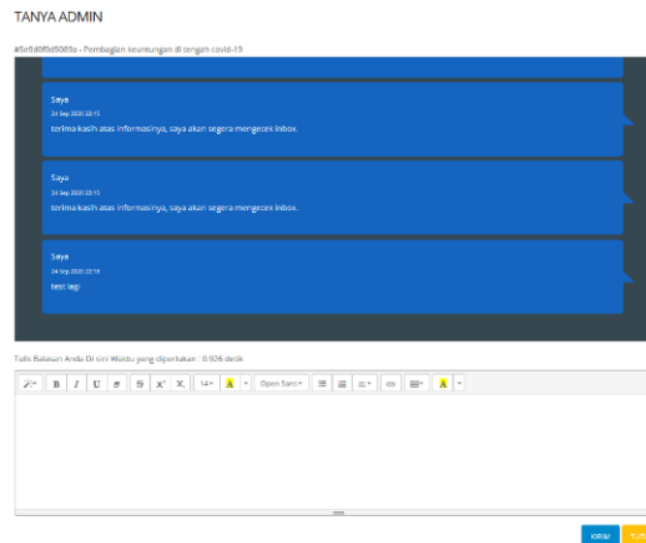 TANYA ADMIN
- Pembagian keuntungan di tengah covid-19
Saya
24 Sep 2020 22:15
terima kasih atas informasinya, saya akan segera mengecek inbox.
Saya
24 Sep 2020 22:15
terima kasih atas informasinya, saya akan segera mengecek inbox.
Saya
24 Sep 2020 22:16
test lagi
Tulis Balasan Anda Di sini Waktu yang diperlukan : 0.926 detik
B I U S X X 14 A Open Sans A
KIRIM